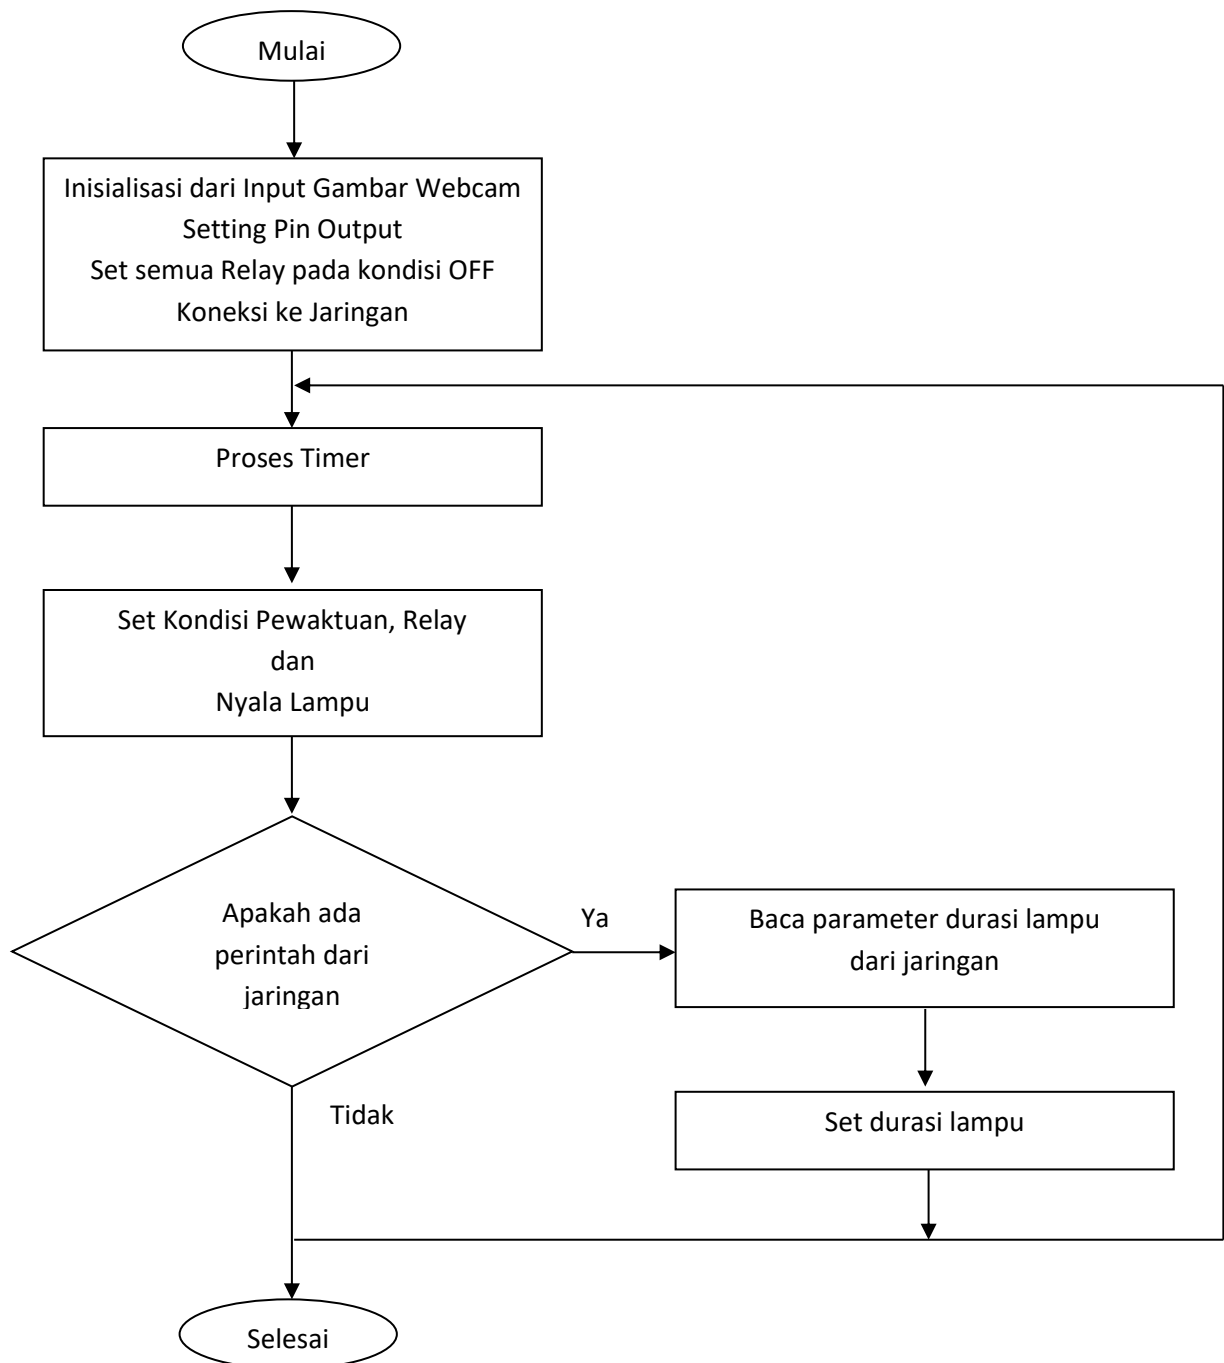 Mulai
Inisialisasi dari Input Gambar Webcam
Setting Pin Output
Set semua Relay pada kondisi OFF
Koneksi ke Jaringan
Proses Timer
Set Kondisi Pewaktuan, Relay
dan
Nyala Lampu
Apakah ada
perintah dari
jaringan
Ya
Baca parameter durasi lampu
dari jaringan
Tidak
Set durasi lampu
Selesai